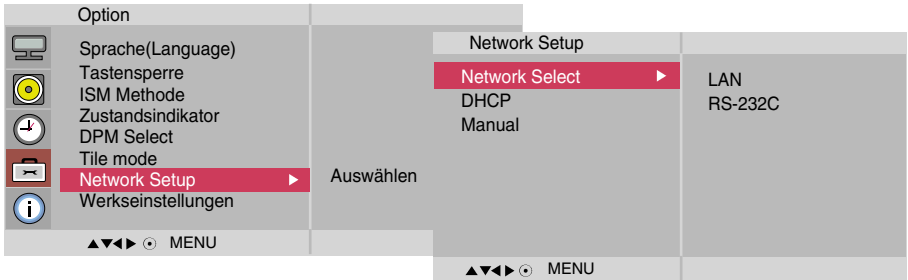 Option
Sprache(Language)
Tastensperre
ISM Methode
Zustandsindikator
DPM Select
Tile mode
Network Setup ▶ Auswählen
Werkseinstellungen
▲▼◀▶ ⊙ MENU
Network Setup
Network Select ▶ LAN
DHCP RS-232C
Manual
▲▼◀▶ ⊙ MENU